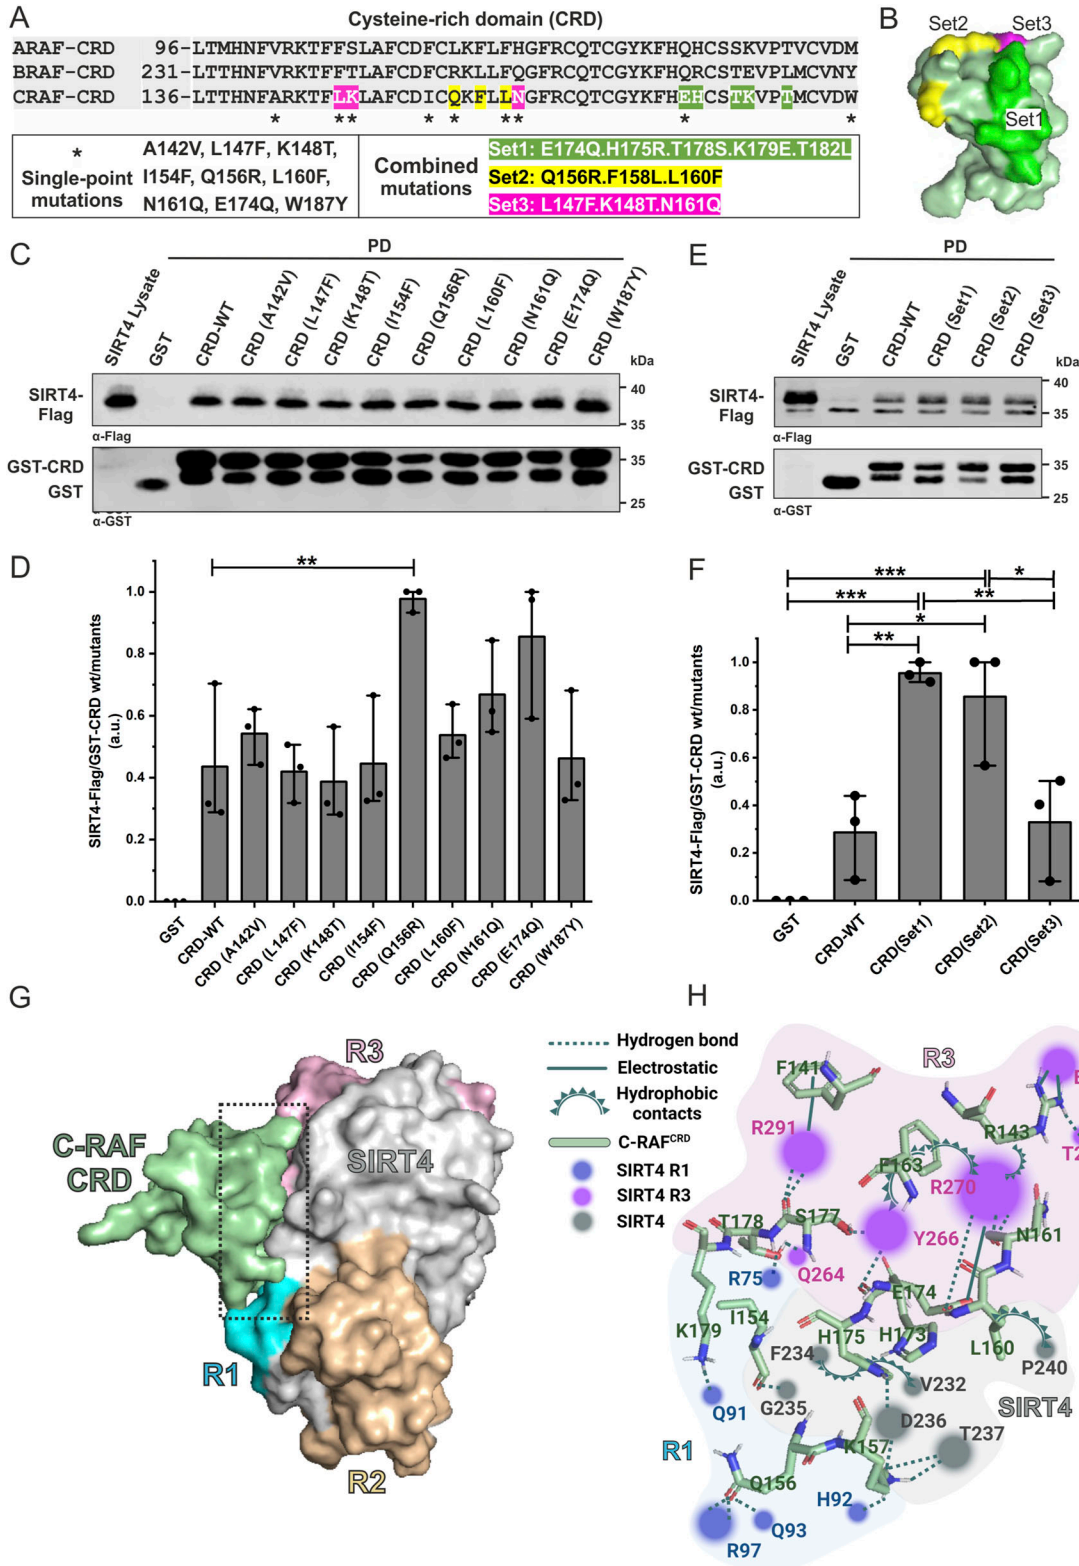 A
Cysteine-rich domain (CRD)
ARAF-CRD 96-LTMHNFVRKTFFSLAFCDFCLKFLFHGFRCQTCGYKFHQHCSSKVPTVCVDM
BRAF-CRD 231-LTTHNFVRKTFFTLAFCDFCRKLLFQGFRCQTCGYKFHQRCSTEVPLMCVNY
CRAF-CRD 136-LTTHNFARKTFLKLAFCDICQKFLLNGFRCQTCGYKFHEHCSTKVPTMCVDW
* ** * * ** * *
*
Single-point
mutations
A142V, L147F, K148T,
I154F, Q156R, L160F,
N161Q, E174Q, W187Y
Combined
mutations
Set1: E174Q.H175R.T178S.K179E.T182L
Set2: Q156R.F158L.L160F
Set3: L147F.K148T.N161Q
B
Set2
Set3
Set1
C
PD
SIRT4 Lysate
GST
CRD-WT
CRD (A142V)
CRD (L147F)
CRD (K148T)
CRD (I154F)
CRD (Q156R)
CRD (L160F)
CRD (N161Q)
CRD (E174Q)
CRD (W187Y)
kDa
SIRT4-
Flag
40
35
α-Flag
GST-CRD
GST
35
25
α-GST
E
PD
SIRT4 Lysate
GST
CRD-WT
CRD (Set1)
CRD (Set2)
CRD (Set3)
kDa
SIRT4-
Flag
40
35
α-Flag
GST-CRD
GST
35
25
α-GST
D
SIRT4-Flag/GST-CRD wt/mutants
(a.u.)
1.0
0.8
0.6
0.4
0.2
0.0
**
GST
CRD-WT
CRD (A142V)
CRD (L147F)
CRD (K148T)
CRD (I154F)
CRD (Q156R)
CRD (L160F)
CRD (N161Q)
CRD (E174Q)
CRD (W187Y)
F
SIRT4-Flag/GST-CRD wt/mutants
(a.u.)
*** *
*** **
*
**
1.0
0.8
0.6
0.4
0.2
0.0
GST
CRD-WT
CRD(Set1)
CRD(Set2)
CRD(Set3)
G
R3
C-RAF
CRD
SIRT4
R1
R2
Hydrogen bond
Electrostatic
Hydrophobic
contacts
C-RAFCRD
SIRT4 R1
SIRT4 R3
SIRT4
H
F141
R3
E
R291
R143
T2
F163
R270
T178
S177
Y266
N161
R75
Q264
E174
K179
I154
H175
H173
L160
F234
P240
V232
Q91
G235
SIRT4
D236
T237
R1
K157
Q156
H92
Q93
R97